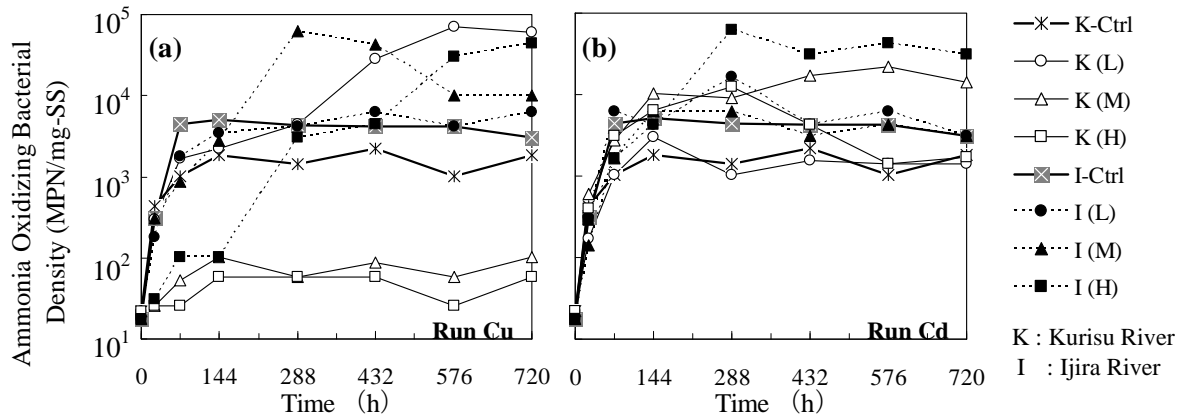 Ammonia Oxidizing Bacterial
Density (MPN/mg-SS)
10^5
10^4
10^3
10^2
10^1
(a)
Run Cu
0 144 288 432 576 720
Time (h)
(b)
Run Cd
0 144 288 432 576 720
Time (h)
K-Ctrl
K (L)
K (M)
K (H)
I-Ctrl
I (L)
I (M)
I (H)
K : Kurisu River
I : Ijira River